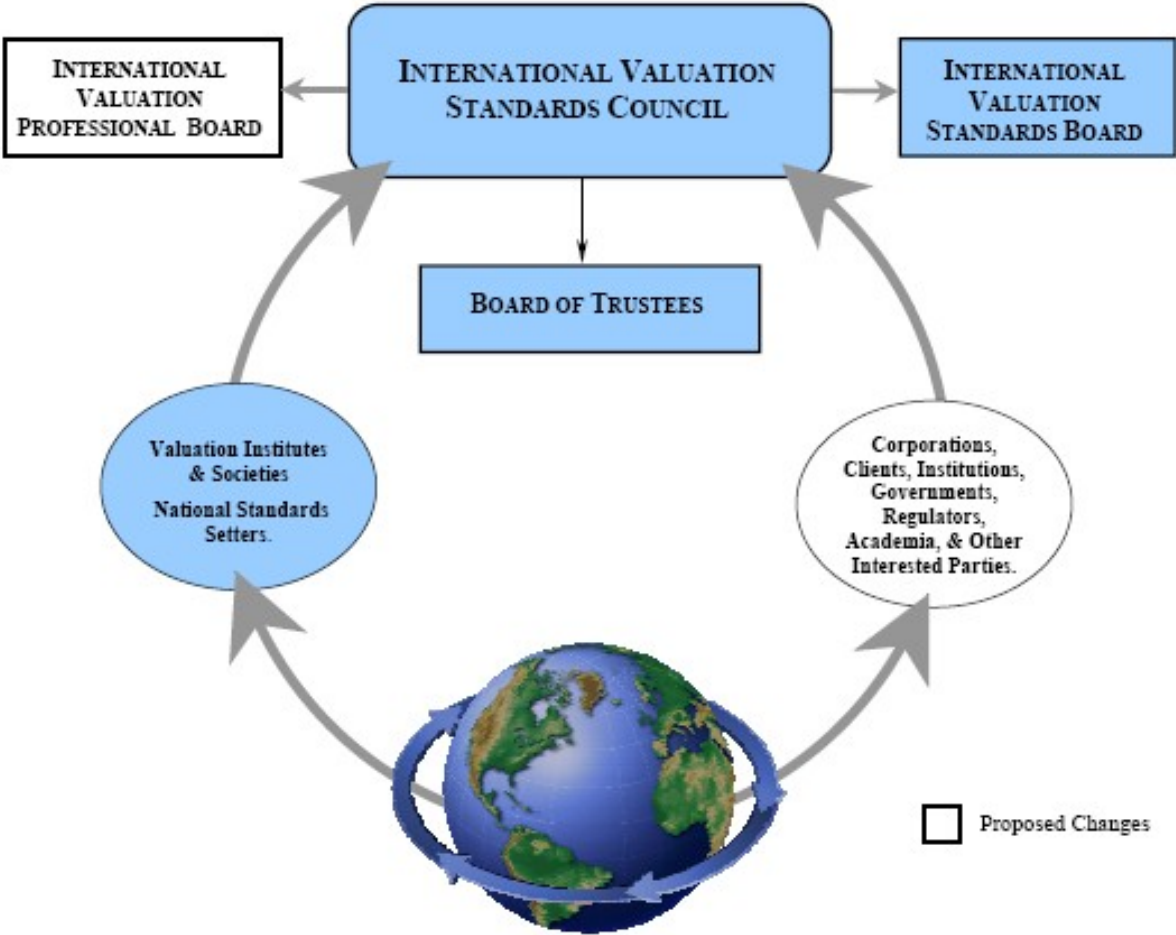 INTERNATIONAL
VALUATION
PROFESSIONAL BOARD
INTERNATIONAL VALUATION
STANDARDS COUNCIL
INTERNATIONAL
VALUATION
STANDARDS BOARD
BOARD OF TRUSTEES
Valuation Institutes
& Societies
National Standards
Setters.
Corporations,
Clients, Institutions,
Governments,
Regulators,
Academia, & Other
Interested Parties.
Proposed Changes